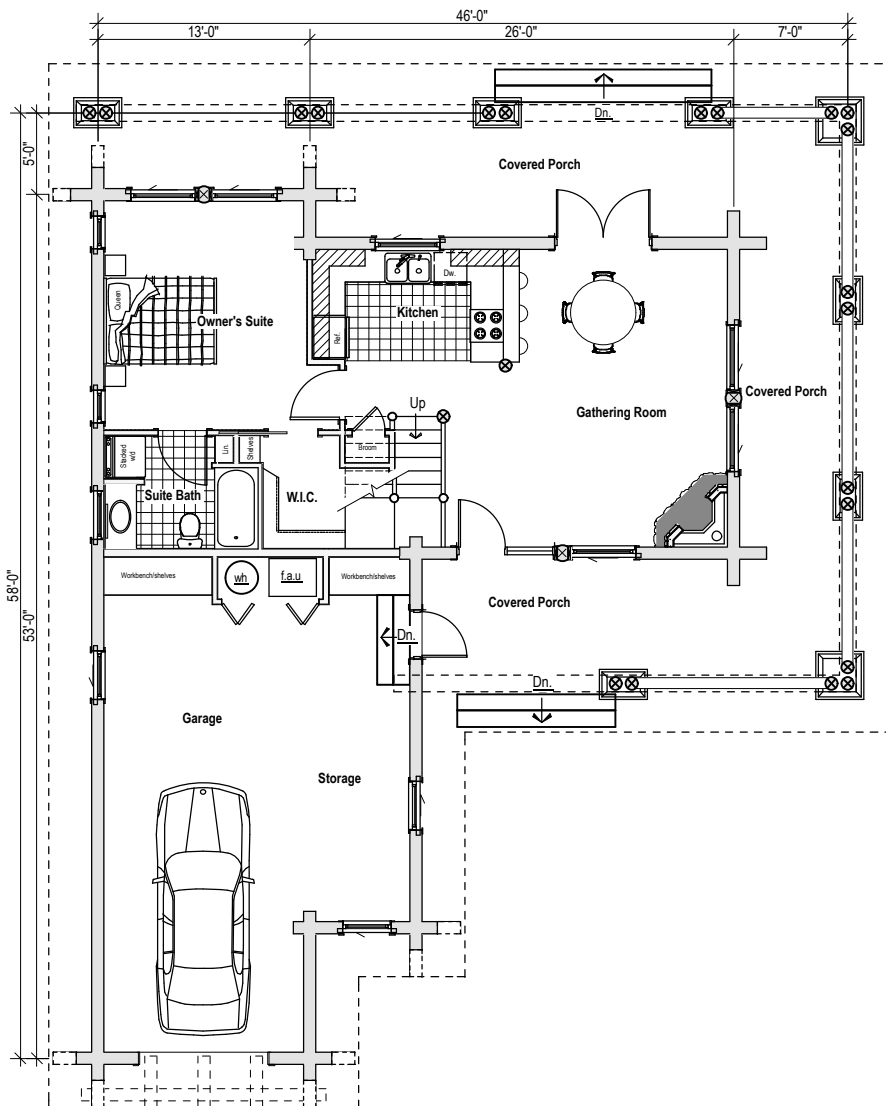 46'-0"
13'-0"
26'-0"
7'-0"
5'-0"
58'-0"
53'-0"
Dn.
Covered Porch
Queen
Owner's Suite
Dw.
Kitchen
Ref.
Covered Porch
Gathering Room
Up
Broom
Stacked
w/d
Lin.
Shelves
Suite Bath
W.I.C.
Workbench/shelves
wh
f.a.u
Workbench/shelves
Covered Porch
Dn.
Dn.
Garage
Storage